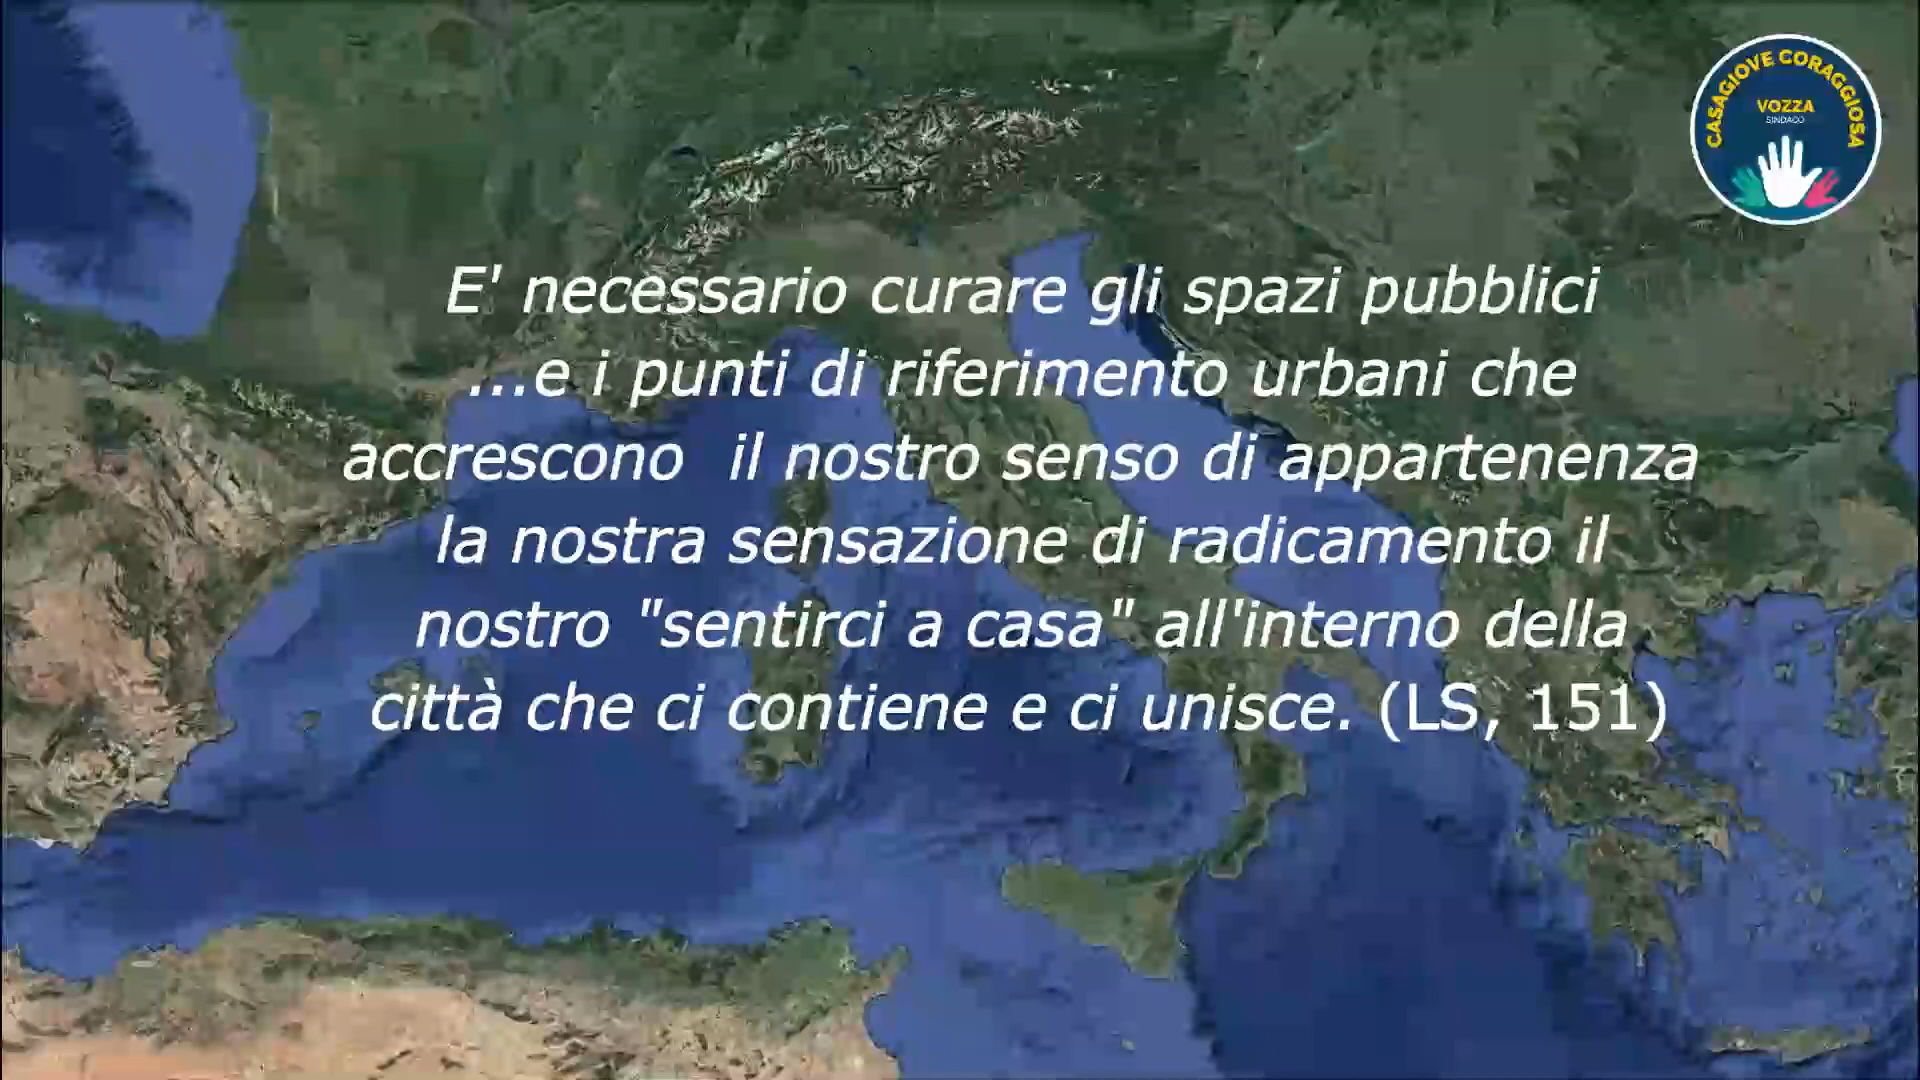 CASAGIOVE CORAGGIOSA
VOZZA
SINDACO
E' necessario curare gli spazi pubblici
...e i punti di riferimento urbani che
accrescono  il nostro senso di appartenenza
la nostra sensazione di radicamento il
nostro "sentirci a casa" all'interno della
città che ci contiene e ci unisce. (LS, 151)